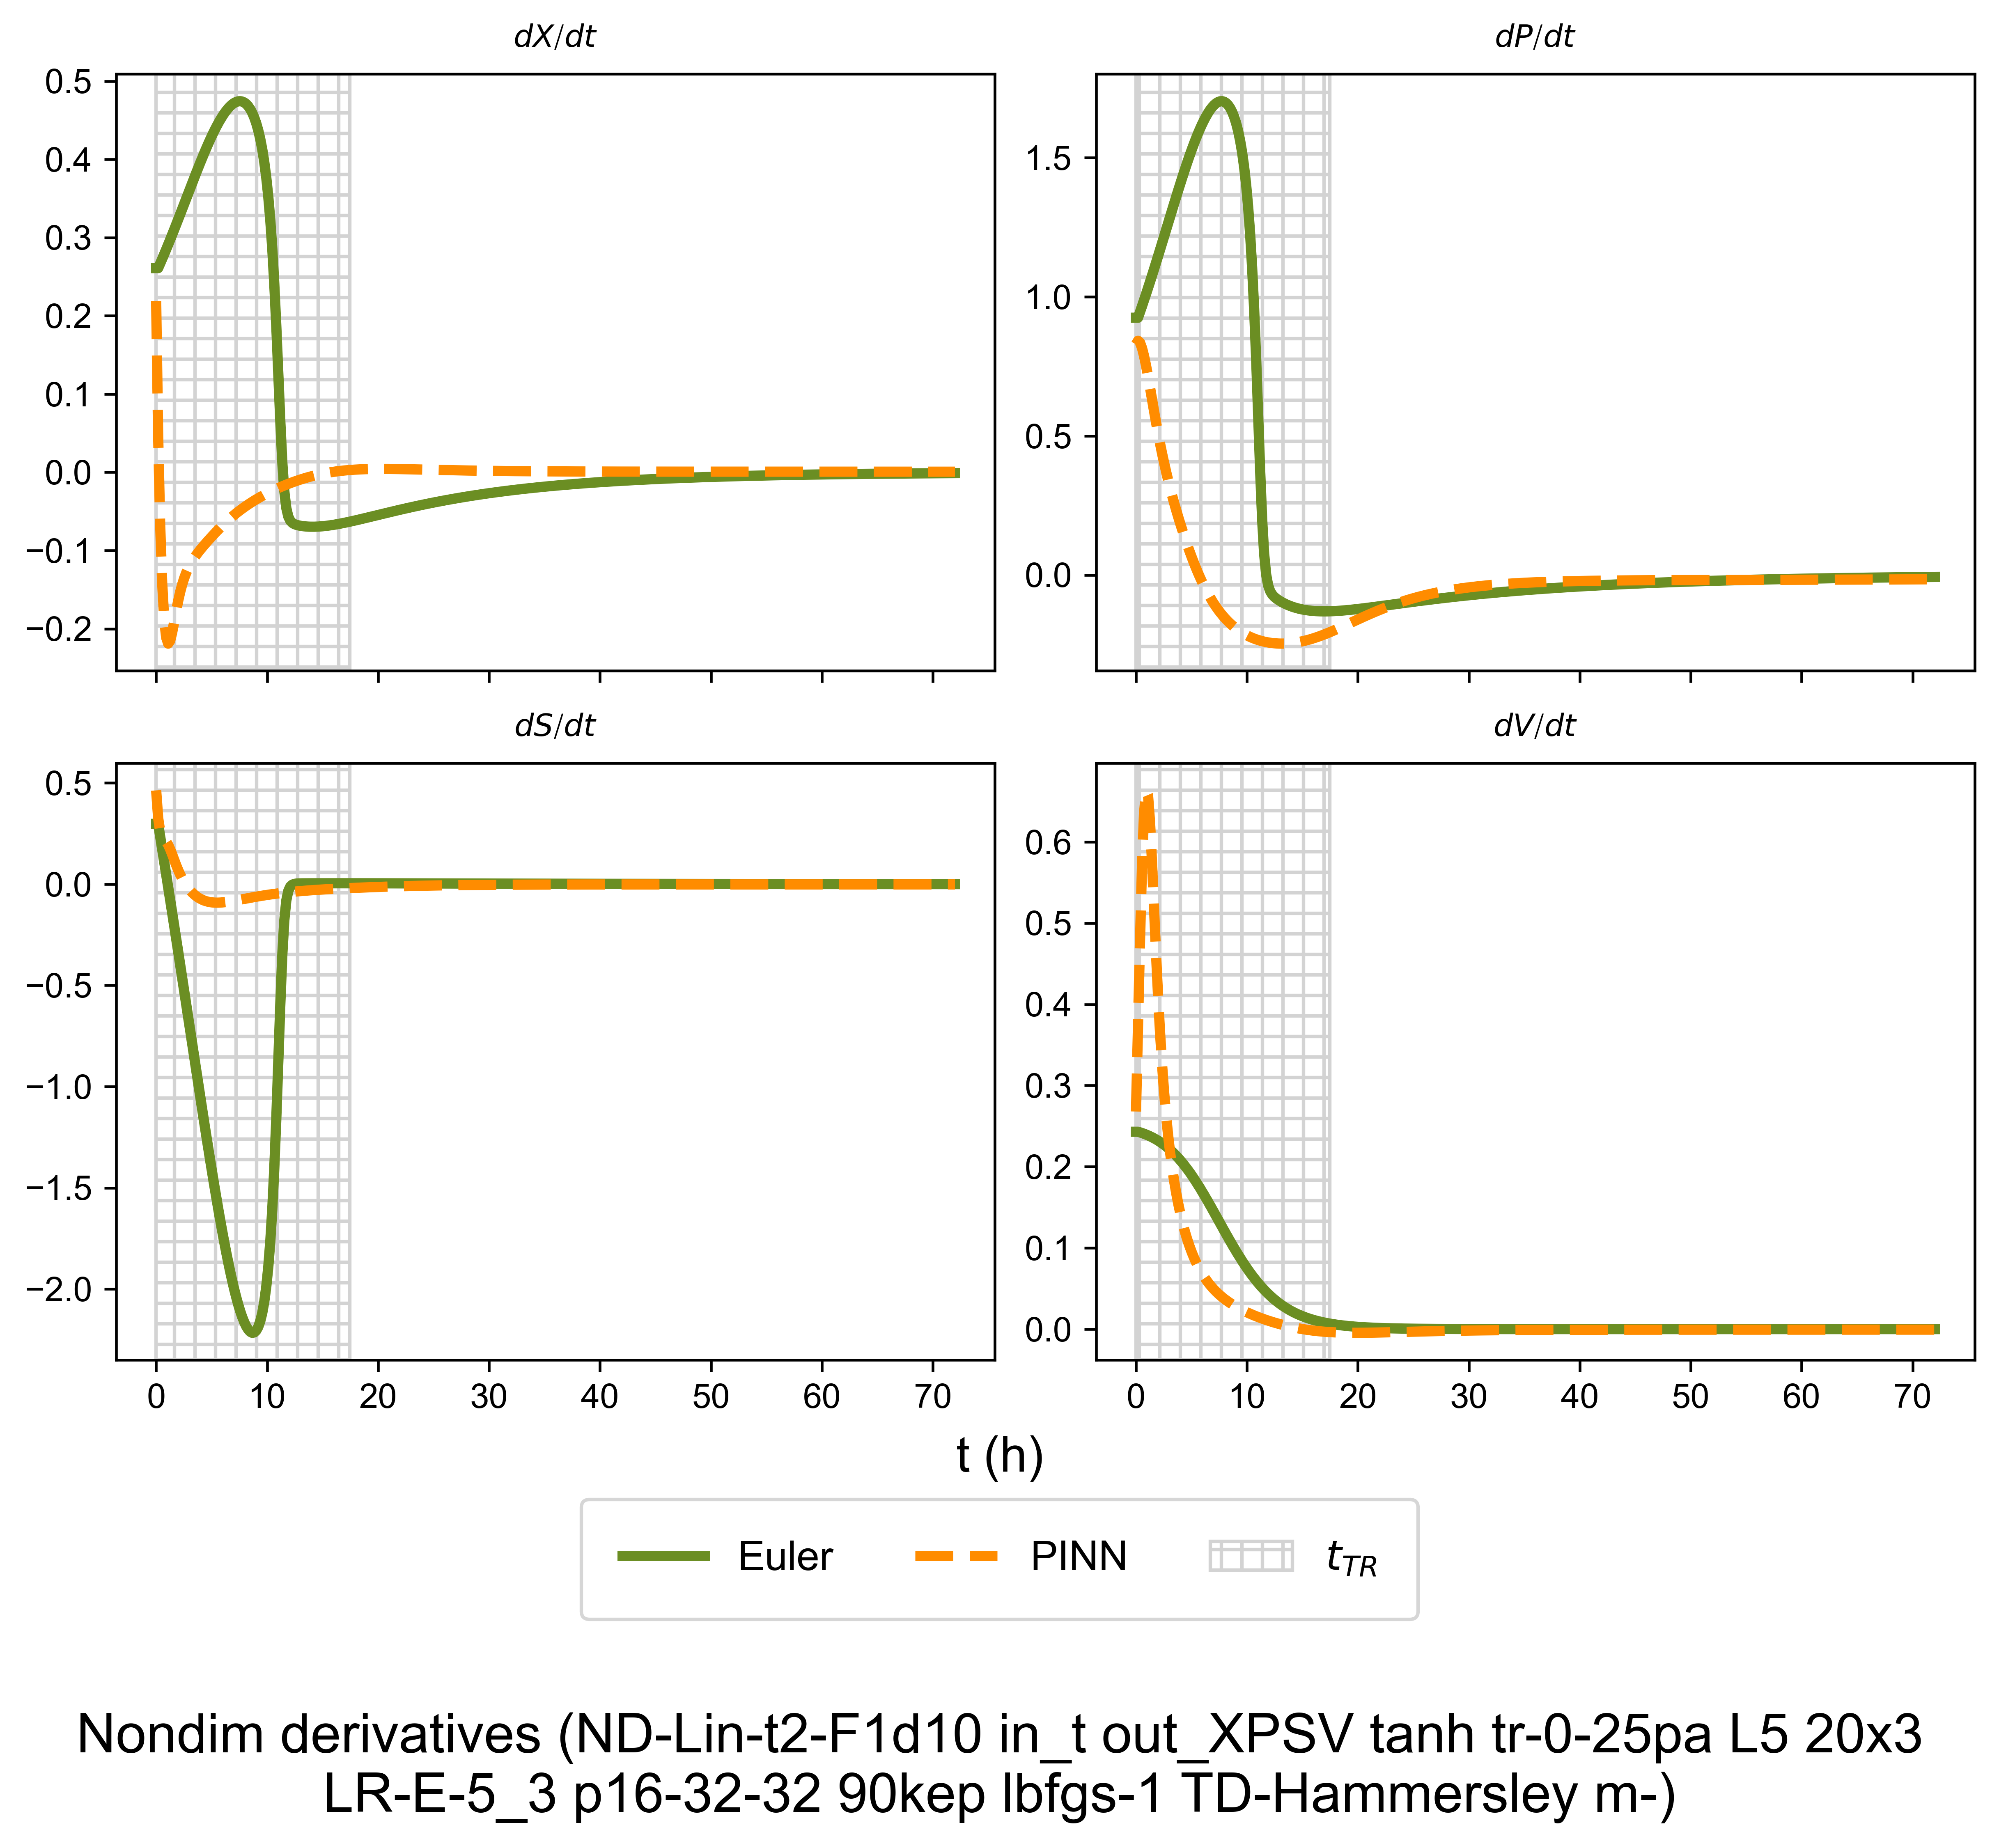 dX/dt
dP/dt
0.5
0.4
0.3
0.2
0.1
0.0
−0.1
−0.2
1.5
1.0
0.5
0.0
dS/dt
dV/dt
0.5
0.0
−0.5
−1.0
−1.5
−2.0
0 10 20 30 40 50 60 70
0.6
0.5
0.4
0.3
0.2
0.1
0.0
0 10 20 30 40 50 60 70
t (h)
Euler PINN t_TR
Nondim derivatives (ND-Lin-t2-F1d10 in_t out_XPSV tanh tr-0-25pa L5 20x3
LR-E-5_3 p16-32-32 90kep lbfgs-1 TD-Hammersley m-)